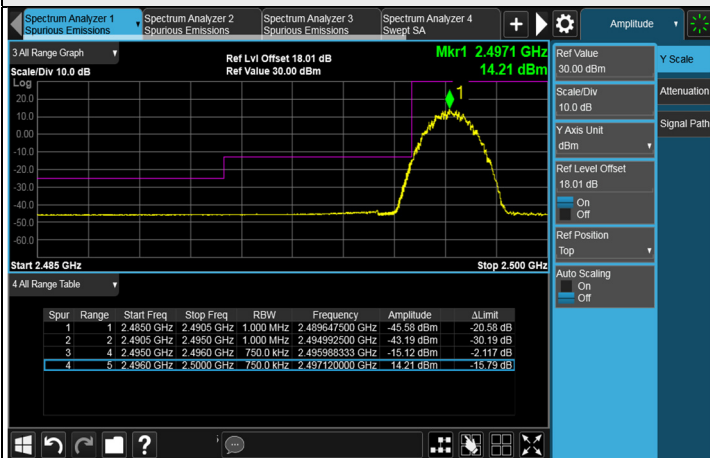 Spectrum Analyzer 1
Spurious Emissions
Spectrum Analyzer 2
Spurious Emissions
Spectrum Analyzer 3
Spurious Emissions
Spectrum Analyzer 4
Swept SA
+
Amplitude
3 All Range Graph
Ref Lvl Offset 18.01 dB
Mkr1 2.4971 GHz
Scale/Div 10.0 dB
Ref Value 30.00 dBm
14.21 dBm
Log
1
20.0
10.0
0.00
-10.0
-20.0
-30.0
-40.0
-50.0
-60.0
Start 2.485 GHz
Stop 2.500 GHz
4 All Range Table
Spur Range Start Freq Stop Freq RBW Frequency Amplitude ΔLimit
1 1 2.4850 GHz 2.4905 GHz 1.000 MHz 2.489647500 GHz -45.58 dBm -20.58 dB
2 2 2.4905 GHz 2.4950 GHz 1.000 MHz 2.494992500 GHz -43.19 dBm -30.19 dB
3 4 2.4950 GHz 2.4960 GHz 750.0 kHz 2.495988333 GHz -15.12 dBm -2.117 dB
4 5 2.4960 GHz 2.5000 GHz 750.0 kHz 2.497120000 GHz 14.21 dBm -15.79 dBm
Ref Value
30.00 dBm
Scale/Div
10.0 dB
Y Axis Unit
dBm
Ref Level Offset
18.01 dB
On
Off
Ref Position
Top
Auto Scaling
On
Off
Y Scale
Attenuation
Signal Path
?